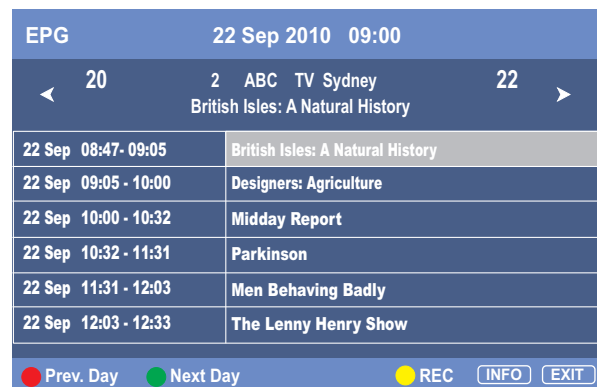 EPG 22 Sep 2010 09:00
20 2 ABC TV Sydney 22
British Isles: A Natural History
22 Sep 08:47- 09:05 British Isles: A Natural History
22 Sep 09:05 - 10:00 Designers: Agriculture
22 Sep 10:00 - 10:32 Midday Report
22 Sep 10:32 - 11:31 Parkinson
22 Sep 11:31 - 12:03 Men Behaving Badly
22 Sep 12:03 - 12:33 The Lenny Henry Show
Prev. Day Next Day REC INFO EXIT